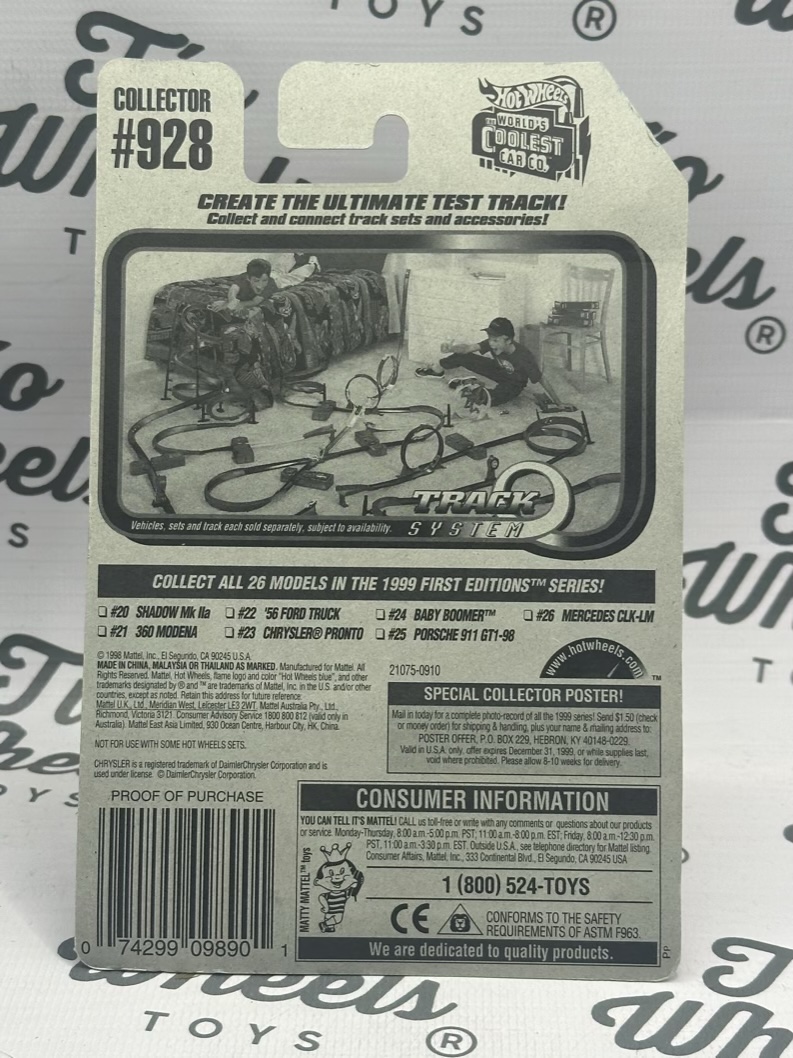 TOYS ®
COLLECTOR
#928
Hot Wheels
THE WORLD'S
COOLEST
CAR CO.™
CREATE THE ULTIMATE TEST TRACK!
Collect and connect track sets and accessories!
TRACK
SYSTEM
Vehicles, sets and track each sold separately, subject to availability.
COLLECT ALL 26 MODELS IN THE 1999 FIRST EDITIONS™ SERIES!
❏ #20 SHADOW Mk IIa ❏ #22 '56 FORD TRUCK ❏ #24 BABY BOOMER™ ❏ #26 MERCEDES CLK-LM
❏ #21 360 MODENA ❏ #23 CHRYSLER® PRONTO ❏ #25 PORSCHE 911 GT1-98
© 1998 Mattel, Inc., El Segundo, CA 90245 U.S.A.
MADE IN CHINA, MALAYSIA OR THAILAND AS MARKED. Manufactured for Mattel. All
Rights Reserved. Mattel, Hot Wheels, flame logo and color "Hot Wheels blue", and other
trademarks designated by ® and ™ are trademarks of Mattel, Inc. in the U.S. and/or other
countries, except as noted. Retain this address for future reference:
Mattel U.K., Ltd., Meridian West, Leicester LE3 2WT. Mattel Australia Pty., Ltd.,
Richmond, Victoria 3121. Consumer Advisory Service 1800 800 812 (valid only in
Australia). Mattel East Asia Limited, 930 Ocean Centre, Harbour City, HK, China.
NOT FOR USE WITH SOME HOT WHEELS SETS.
CHRYSLER is a registered trademark of DaimlerChrysler Corporation and is
used under license. © DaimlerChrysler Corporation.
21075-0910
www.hotwheels.com
™
SPECIAL COLLECTOR POSTER!
Mail in today for a complete photo-record of all the 1999 series! Send $1.50 (check
or money order) for shipping & handling, plus your name & mailing address to:
POSTER OFFER, P.O. BOX 229, HEBRON, KY 40148-0229.
Valid in U.S.A. only, offer expires December 31, 1999, or while supplies last,
void where prohibited. Please allow 8-10 weeks for delivery.
PROOF OF PURCHASE
0 74299 09890 1
CONSUMER INFORMATION
YOU CAN TELL IT'S MATTEL! CALL us toll-free or write with any comments or questions about our products
or service. Monday-Thursday, 8:00 a.m.-5:00 p.m. PST; 11:00 a.m.-8:00 p.m. EST; Friday, 8:00 a.m.-12:30 p.m.
PST, 11:00 a.m.-3:30 p.m. EST. Outside U.S.A., see telephone directory for Mattel listing.
Consumer Affairs, Mattel, Inc., 333 Continental Blvd., El Segundo, CA 90245 USA
MATTY MATTEL™ toys
1 (800) 524-TOYS
CE
CONFORMS TO THE SAFETY
REQUIREMENTS OF ASTM F963.
We are dedicated to quality products.
Pp
Wheels
TOYS ®